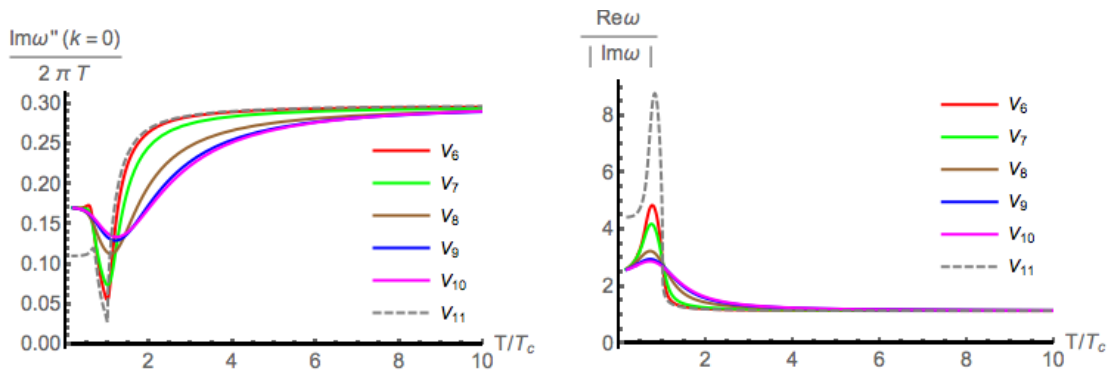 Imω" (k=0)
2 π T
0.30
0.25
0.20
0.15
0.10
0.05
0.00
2 4 6 8 10
T/Tc
V6
V7
V8
V9
V10
V11
Reω
| Imω |
8
6
4
2
0
2 4 6 8 10
T/Tc
V6
V7
V8
V9
V10
V11